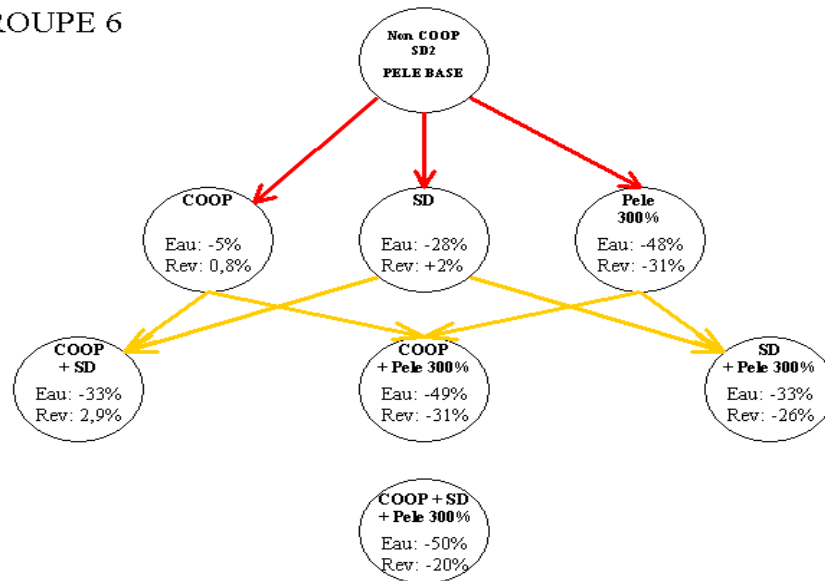 ROUPE 6
Non COOP
SD2
PELE BASE
COOP
Eau: -5%
Rev: 0,8%
SD
Eau: -28%
Rev: +2%
Pele
300%
Eau: -48%
Rev: -31%
COOP
+ SD
Eau: -33%
Rev: 2,9%
COOP
+ Pele 300%
Eau: -49%
Rev: -31%
SD
+ Pele 300%
Eau: -33%
Rev: -26%
COOP + SD
+ Pele 300%
Eau: -50%
Rev: -20%